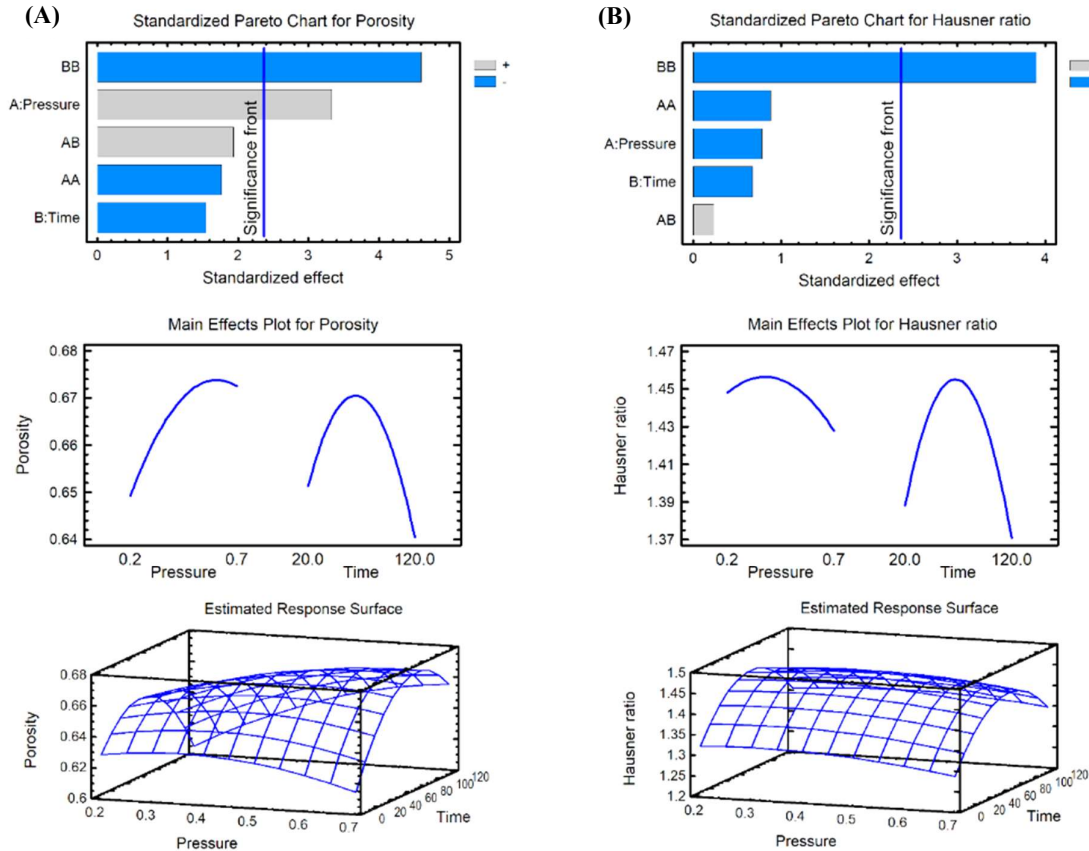 (A)
Standardized Pareto Chart for Porosity
BB
A:Pressure
AB
AA
B:Time
+
-
Significance front
0 1 2 3 4 5
Standardized effect
Main Effects Plot for Porosity
0.68
0.67
0.66
0.65
0.64
Porosity
0.2 0.7 20.0 120.0
Pressure Time
Estimated Response Surface
0.68
0.66
0.64
0.62
0.6
Porosity
0.2 0.3 0.4 0.5 0.6 0.7
Pressure
0 20 40 60 80 100 120
Time
(B)
Standardized Pareto Chart for Hausner ratio
BB
AA
A:Pressure
B:Time
AB
Significance front
0 1 2 3 4
Standardized effect
Main Effects Plot for Hausner ratio
1.47
1.45
1.43
1.41
1.39
1.37
Hausner ratio
0.2 0.7 20.0 120.0
Pressure Time
Estimated Response Surface
1.5
1.45
1.4
1.35
1.3
1.25
1.2
Hausner ratio
0.2 0.3 0.4 0.5 0.6 0.7
Pressure
0 20 40 60 80 100 120
Time